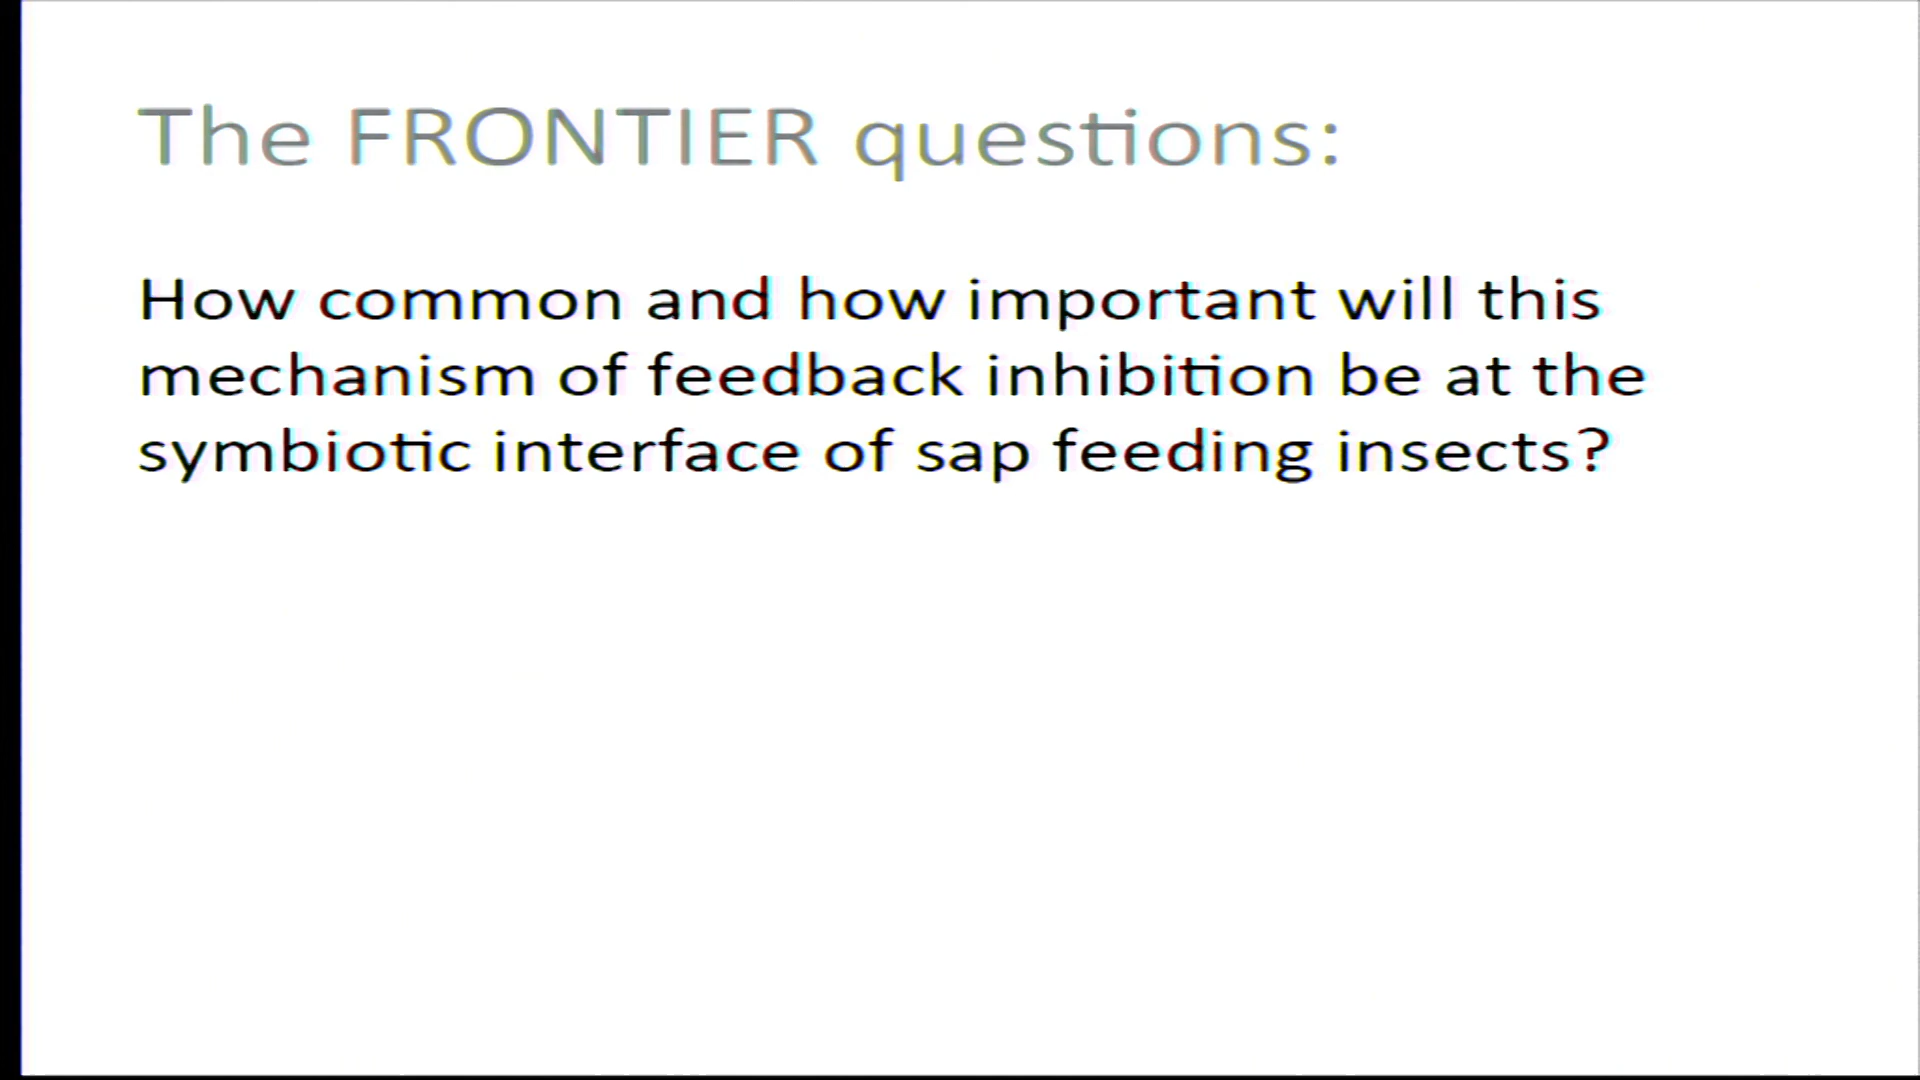 The FRONTIER questions:
How common and how important will this
mechanism of feedback inhibition be at the
symbiotic interface of sap feeding insects?